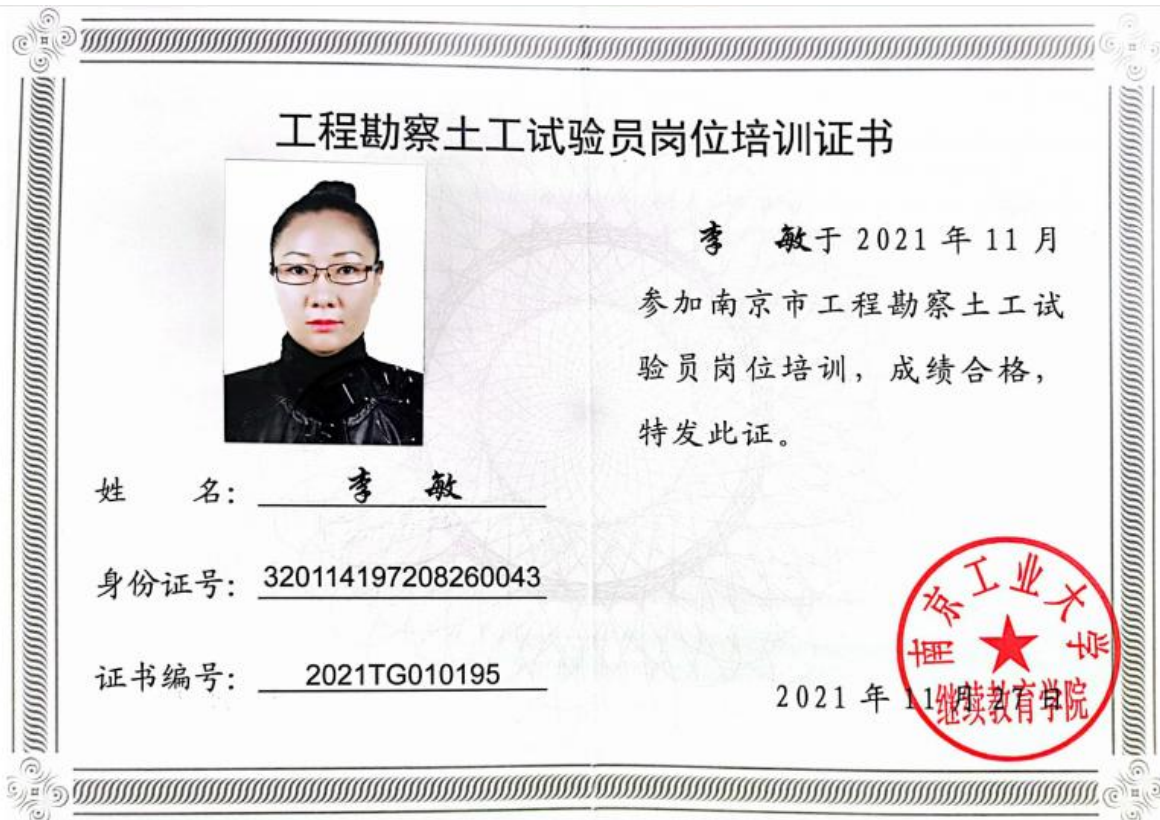 工程勘察土工试验员岗位培训证书
李 敏于 2021 年 11 月
参加南京市工程勘察土工试
验员岗位培训，成绩合格，
特发此证。
姓 名： 李 敏
身份证号： 320114197208260043
证书编号： 2021TG010195
南京工业大学
继续教育学院
2021 年 11 月 27 日